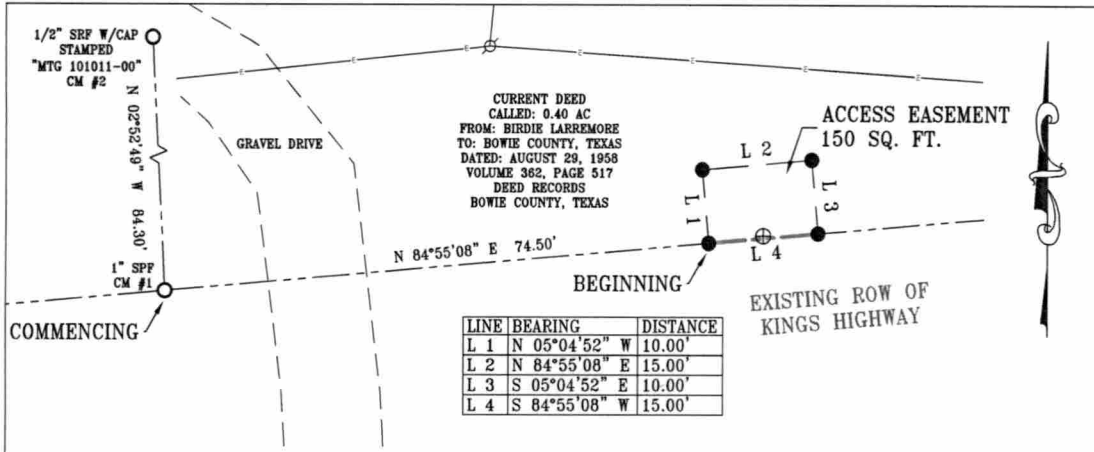 1/2" SRF W/CAP
STAMPED
"MTG 101011-00"
CM #2
N 02°52'49" W 84.30'
1" SPF
CM #1
COMMENCING
GRAVEL DRIVE
CURRENT DEED
CALLED: 0.40 AC
FROM: BIRDIE LARREMORE
TO: BOWIE COUNTY, TEXAS
DATED: AUGUST 29, 1958
VOLUME 362, PAGE 517
DEED RECORDS
BOWIE COUNTY, TEXAS
ACCESS EASEMENT
150 SQ. FT.
L 2
L 1
L 3
L 4
N 84°55'08" E 74.50'
BEGINNING
EXISTING ROW OF
KINGS HIGHWAY
LINE BEARING DISTANCE
L 1 N 05°04'52" W 10.00'
L 2 N 84°55'08" E 15.00'
L 3 S 05°04'52" E 10.00'
L 4 S 84°55'08" W 15.00'
E E E E E E